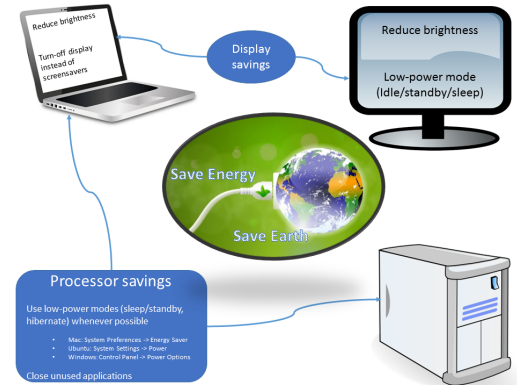 Reduce brightness
Turn-off display
instead of
screensavers
Display
savings
Reduce brightness
Low-power mode
(Idle/standby/sleep)
Save Energy
Save Earth
Processor savings
Use low-power modes (sleep/standby,
hibernate) whenever possible
• Mac: System Preferences -> Energy Saver
• Ubuntu: System Settings -> Power
• Windows: Control Panel -> Power Options
Close unused applications